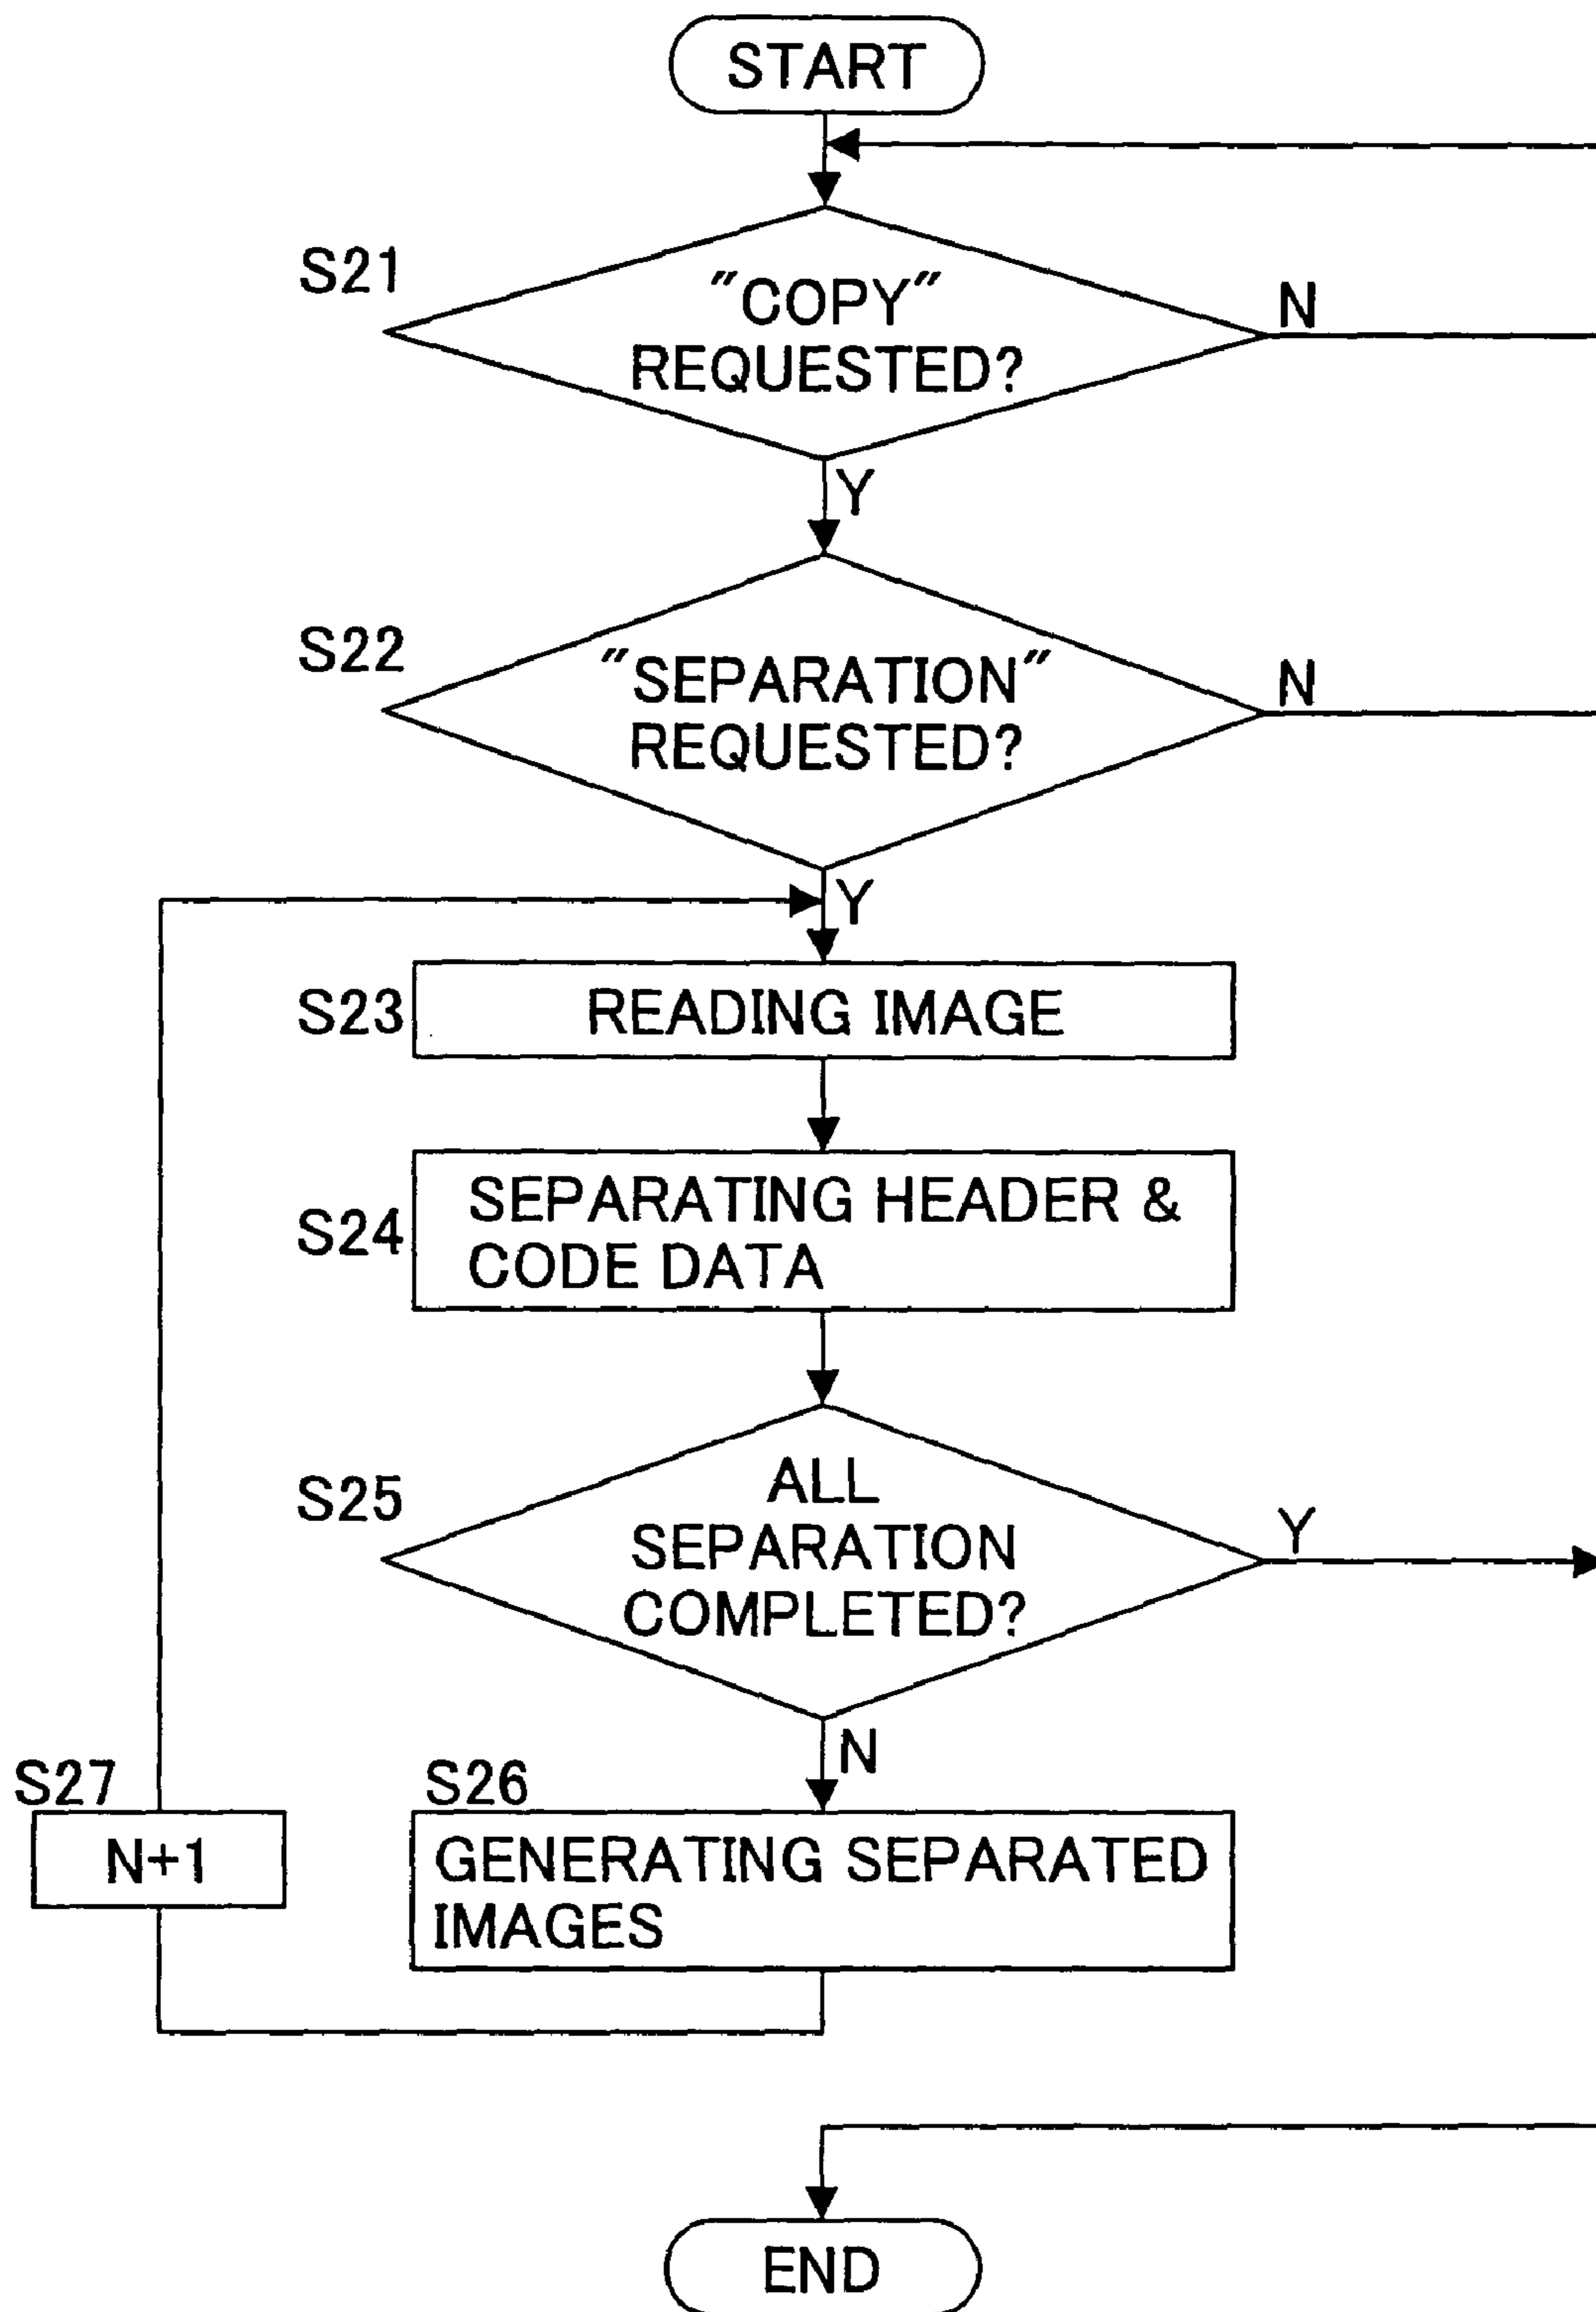 START
S21
"COPY"
REQUESTED?
N
Y
S22
"SEPARATION"
REQUESTED?
N
Y
S23
READING IMAGE
S24
SEPARATING HEADER &
CODE DATA
S25
ALL
SEPARATION
COMPLETED?
Y
N
S27
N+1
S26
GENERATING SEPARATED
IMAGES
END